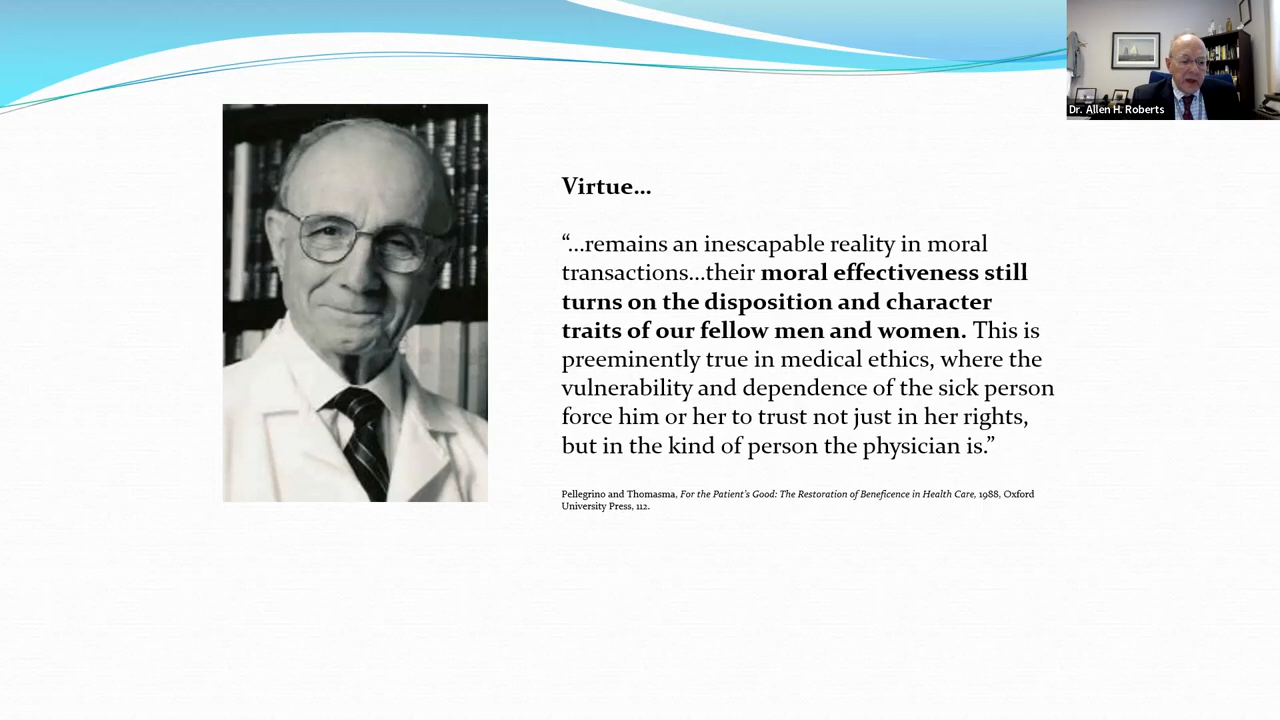 Dr. Allen H. Roberts
Virtue...
“...remains an inescapable reality in moral
transactions...their moral effectiveness still
turns on the disposition and character
traits of our fellow men and women. This is
preeminently true in medical ethics, where the
vulnerability and dependence of the sick person
force him or her to trust not just in her rights,
but in the kind of person the physician is.”
Pellegrino and Thomasma, For the Patient’s Good: The Restoration of Beneficence in Health Care, 1988, Oxford
University Press, 112.